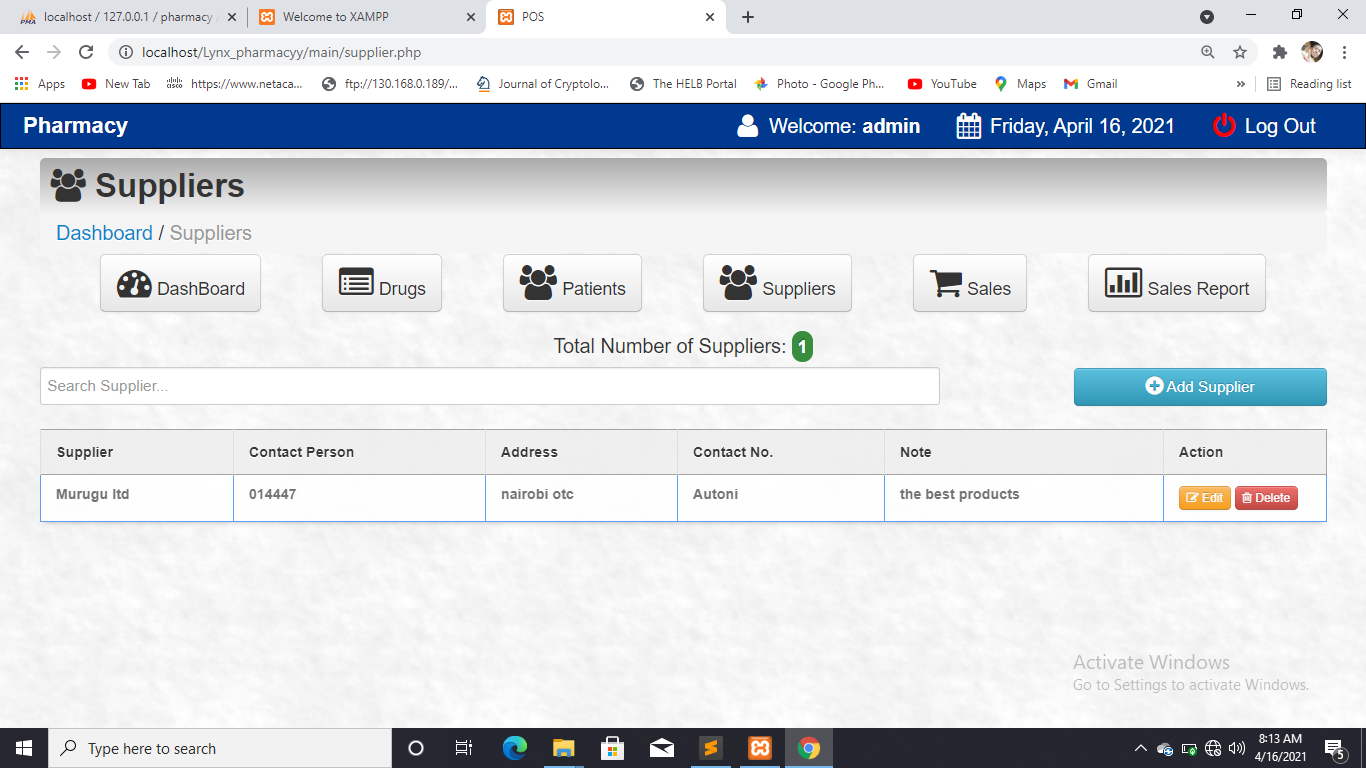 localhost / 127.0.0.1 / pharmacy
Welcome to XAMPP
POS
localhost/Lynx_pharmacyy/main/supplier.php
Apps
New Tab
https://www.netaca...
ftp://130.168.0.189/...
Journal of Cryptolo...
The HELB Portal
Photo - Google Ph...
YouTube
Maps
Gmail
»
Reading list
Pharmacy
Welcome: admin
Friday, April 16, 2021
Log Out
Suppliers
Dashboard / Suppliers
DashBoard
Drugs
Patients
Suppliers
Sales
Sales Report
Total Number of Suppliers: 1
Search Supplier...
Add Supplier
Supplier Contact Person Address Contact No. Note Action
Murugu ltd 014447 nairobi otc Autoni the best products Edit Delete
Activate Windows
Go to Settings to activate Windows.
Type here to search
8:13 AM
4/16/2021
5